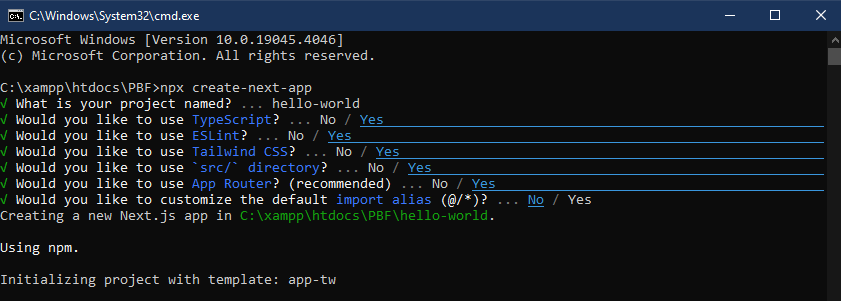 C:\Windows\System32\cmd.exe
Microsoft Windows [Version 10.0.19045.4046]
(c) Microsoft Corporation. All rights reserved.
C:\xampp\htdocs\PBF>npx create-next-app
√ What is your project named? ... hello-world
√ Would you like to use TypeScript? ... No / Yes
√ Would you like to use ESLint? ... No / Yes
√ Would you like to use Tailwind CSS? ... No / Yes
√ Would you like to use `src/` directory? ... No / Yes
√ Would you like to use App Router? (recommended) ... No / Yes
√ Would you like to customize the default import alias (@/*)? ... No / Yes
Creating a new Next.js app in C:\xampp\htdocs\PBF\hello-world.
Using npm.
Initializing project with template: app-tw